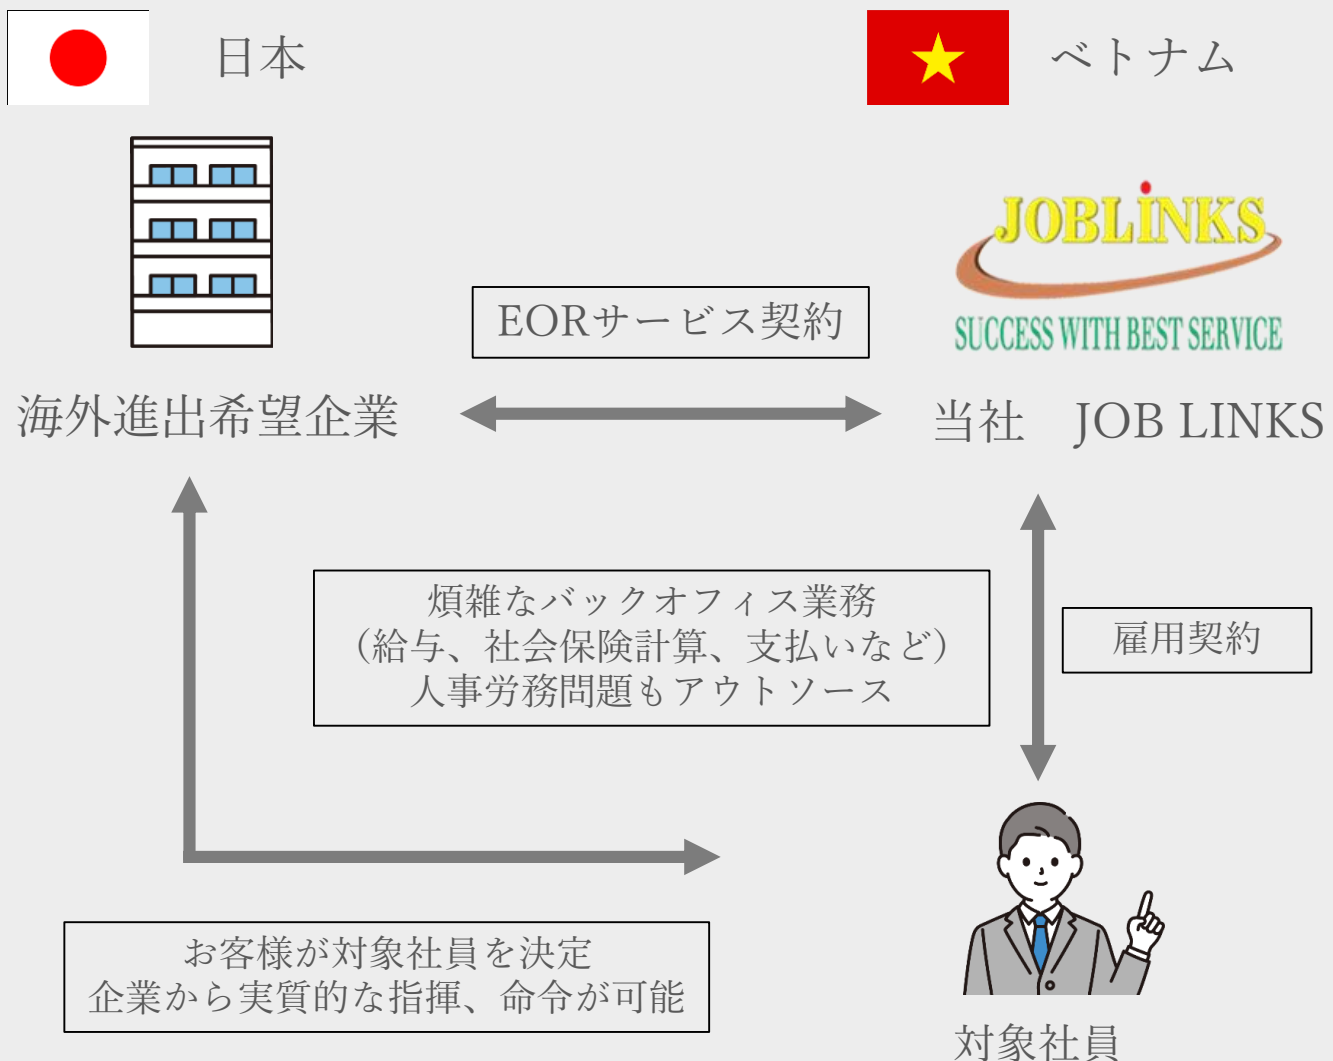 日本
ベトナム
JOBLiNKS
SUCCESS WITH BEST SERVICE
EORサービス契約
海外進出希望企業
当社　JOB LINKS
煩雑なバックオフィス業務
（給与、社会保険計算、支払いなど）
人事労務問題もアウトソース
雇用契約
お客様が対象社員を決定
企業から実質的な指揮、命令が可能
対象社員